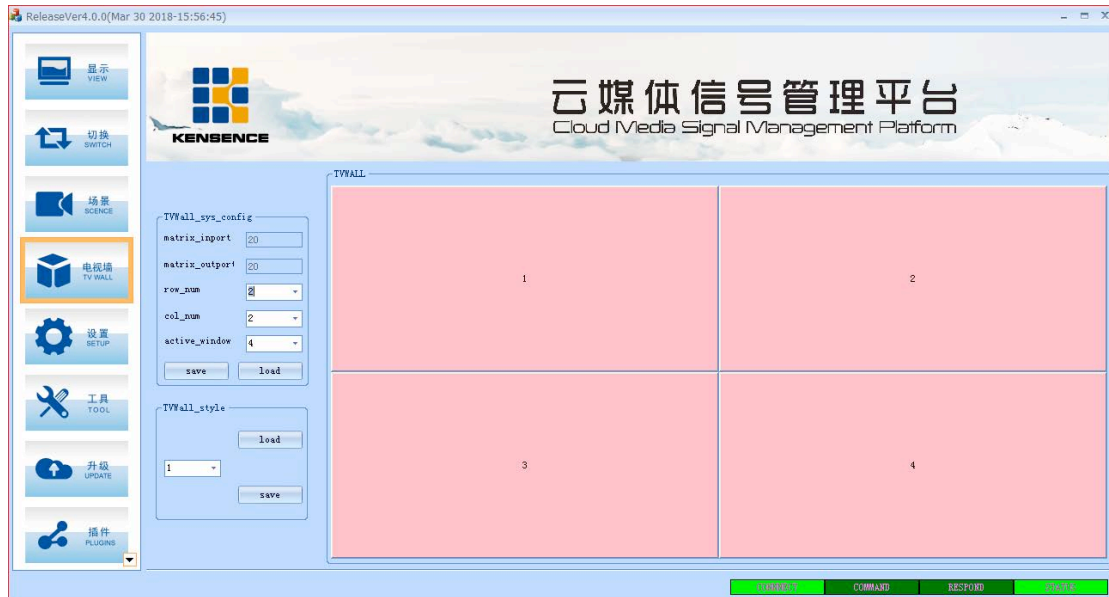 ReleaseVer4.0.0(Mar 30 2018-15:56:45)
显示
VIEW
切换
SWITCH
场景
SCENCE
电视墙
TV WALL
设置
SETUP
工具
TOOL
升级
UPDATE
插件
PLUGINS
KENSENCE
云媒体信号管理平台
Cloud Media Signal Management Platform
TVWall_sys_config
matrix_inport 20
matrix_outport 20
row_num 2
col_num 2
active_window 4
save load
TVWall_style
load
1
save
TVWALL
1 2
3 4
COMMAND RESPOND